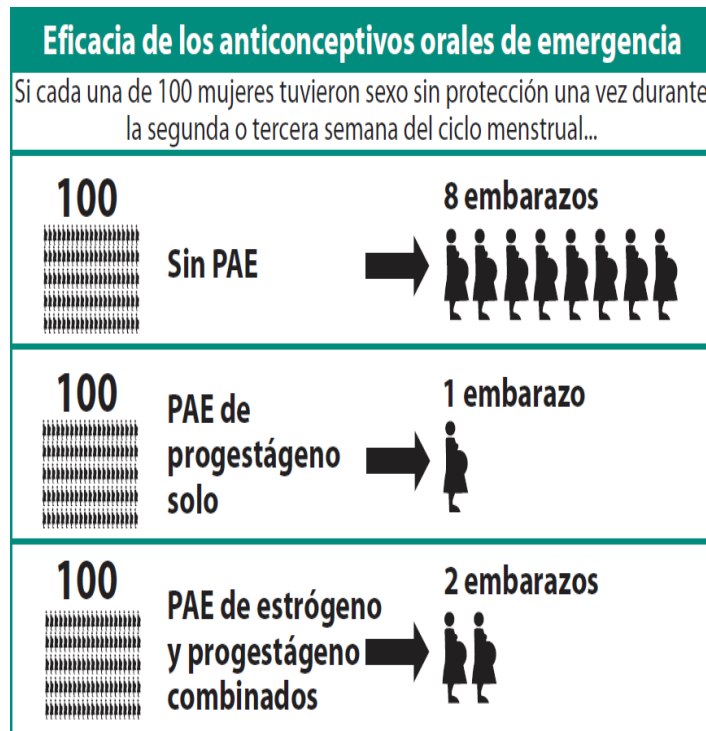 Eficacia de los anticonceptivos orales de emergencia
Si cada una de 100 mujeres tuvieron sexo sin protección una vez durante
la segunda o tercera semana del ciclo menstrual...
100
Sin PAE
8 embarazos
100
PAE de
progestágeno
solo
1 embarazo
100
PAE de estrógeno
y progestágeno
combinados
2 embarazos